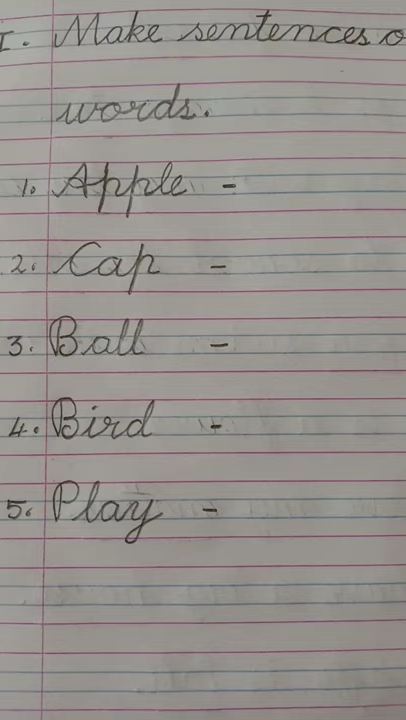 I. Make sentences
words.
1. Apple -
2. Cap -
3. Ball -
4. Bird -
5. Play -